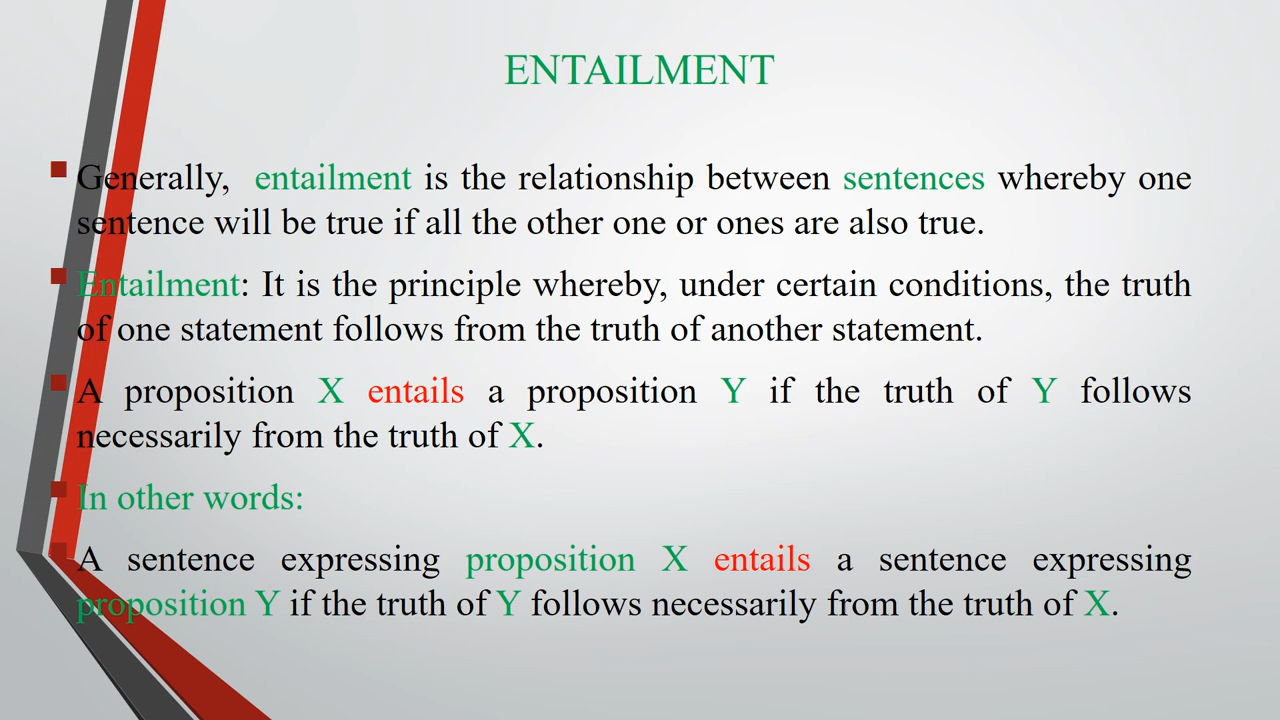 ENTAILMENT
Generally, entailment is the relationship between sentences whereby one
sentence will be true if all the other one or ones are also true.
Entailment: It is the principle whereby, under certain conditions, the truth
of one statement follows from the truth of another statement.
A proposition X entails a proposition Y if the truth of Y follows
necessarily from the truth of X.
In other words:
A sentence expressing proposition X entails a sentence expressing
proposition Y if the truth of Y follows necessarily from the truth of X.